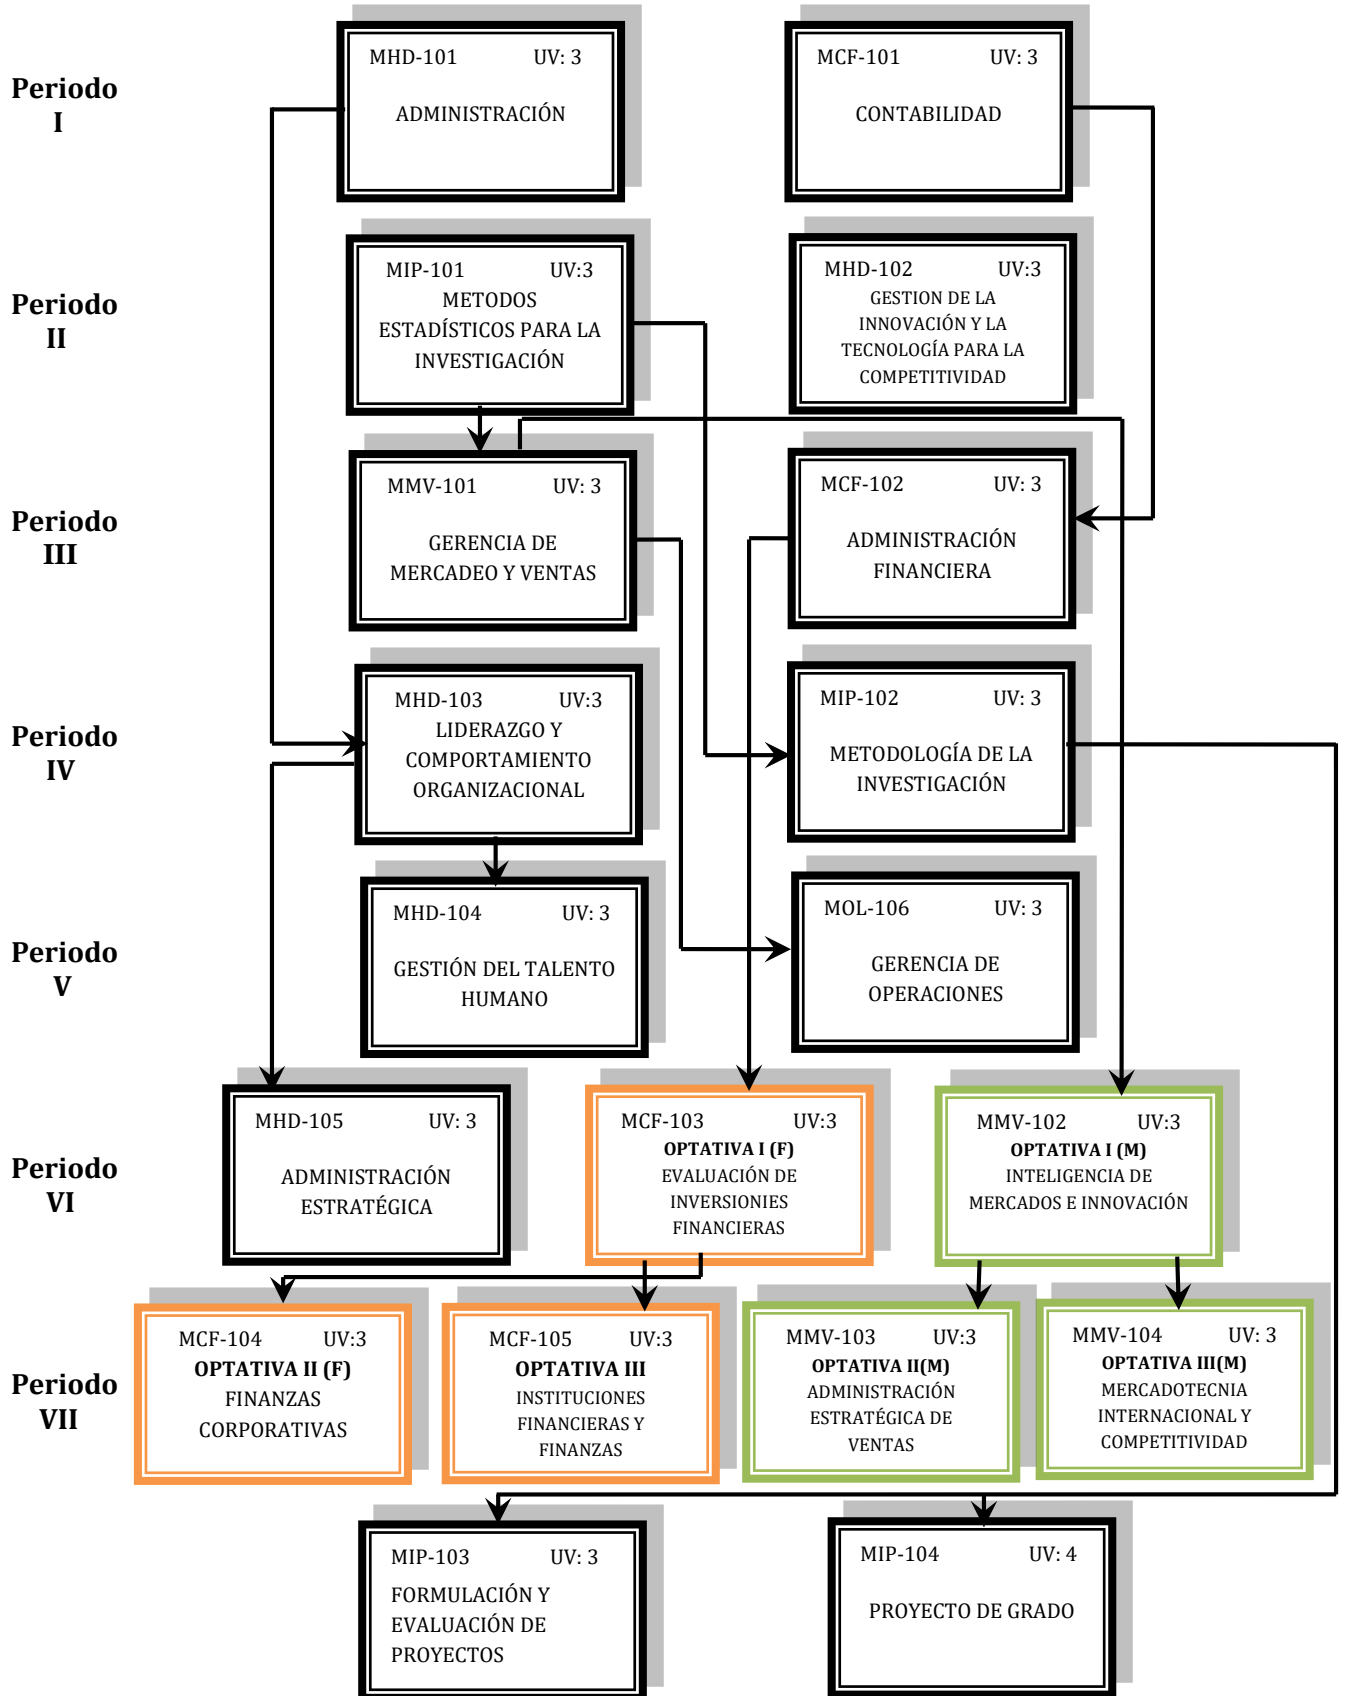 Periodo
I
MHD-101 UV: 3
ADMINISTRACIÓN
MCF-101 UV: 3
CONTABILIDAD
Periodo
II
MIP-101 UV:3
METODOS
ESTADÍSTICOS PARA LA
INVESTIGACIÓN
MHD-102 UV:3
GESTION DE LA
INNOVACIÓN Y LA
TECNOLOGÍA PARA LA
COMPETITIVIDAD
Periodo
III
MMV-101 UV: 3
GERENCIA DE
MERCADEO Y VENTAS
MCF-102 UV: 3
ADMINISTRACIÓN
FINANCIERA
Periodo
IV
MHD-103 UV:3
LIDERAZGO Y
COMPORTAMIENTO
ORGANIZACIONAL
MIP-102 UV: 3
METODOLOGÍA DE LA
INVESTIGACIÓN
Periodo
V
MHD-104 UV: 3
GESTIÓN DEL TALENTO
HUMANO
MOL-106 UV: 3
GERENCIA DE
OPERACIONES
Periodo
VI
MHD-105 UV: 3
ADMINISTRACIÓN
ESTRATÉGICA
MCF-103 UV:3
OPTATIVA I (F)
EVALUACIÓN DE
INVERSIONIES
FINANCIERAS
MMV-102 UV:3
OPTATIVA I (M)
INTELIGENCIA DE
MERCADOS E INNOVACIÓN
Periodo
VII
MCF-104 UV:3
OPTATIVA II (F)
FINANZAS
CORPORATIVAS
MCF-105 UV:3
OPTATIVA III
INSTITUCIONES
FINANCIERAS Y
FINANZAS
MMV-103 UV:3
OPTATIVA II(M)
ADMINISTRACIÓN
ESTRATÉGICA DE
VENTAS
MMV-104 UV: 3
OPTATIVA III(M)
MERCADOTECNIA
INTERNACIONAL Y
COMPETITIVIDAD
MIP-103 UV: 3
FORMULACIÓN Y
EVALUACIÓN DE
PROYECTOS
MIP-104 UV: 4
PROYECTO DE GRADO